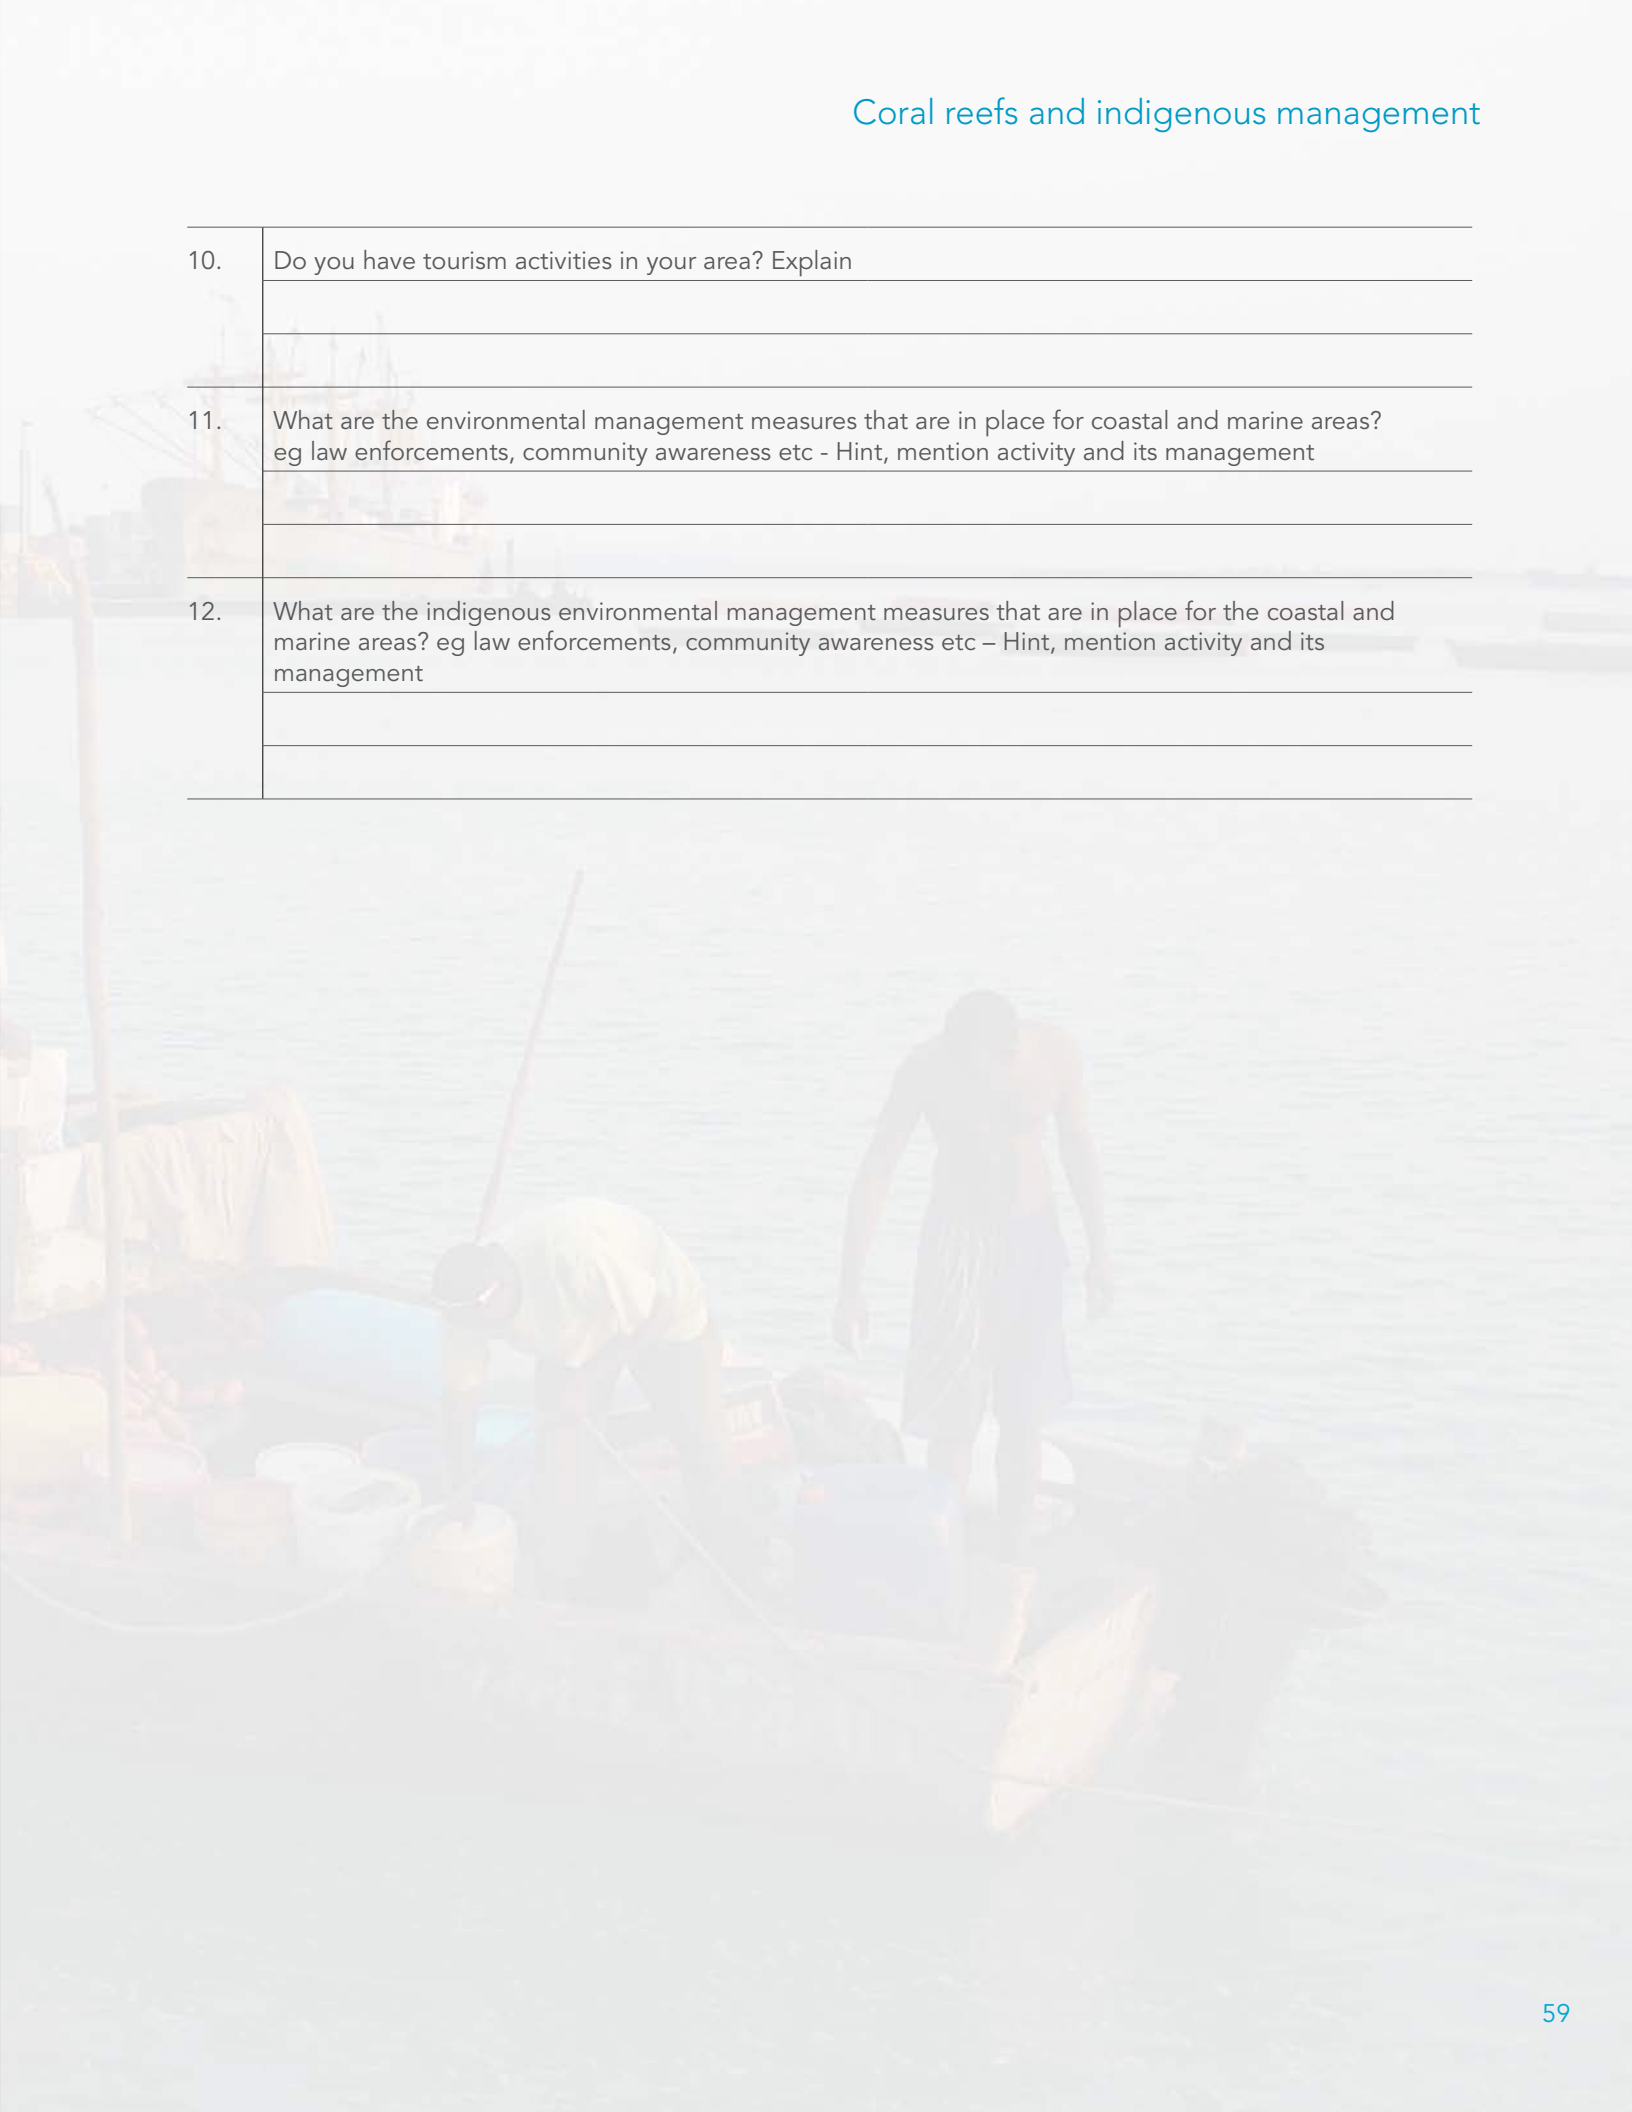 Coral reefs and indigenous management
10. Do you have tourism activities in your area? Explain
11. What are the environmental management measures that are in place for coastal and marine areas?
eg law enforcements, community awareness etc - Hint, mention activity and its management
12. What are the indigenous environmental management measures that are in place for the coastal and
marine areas? eg law enforcements, community awareness etc – Hint, mention activity and its
management
59